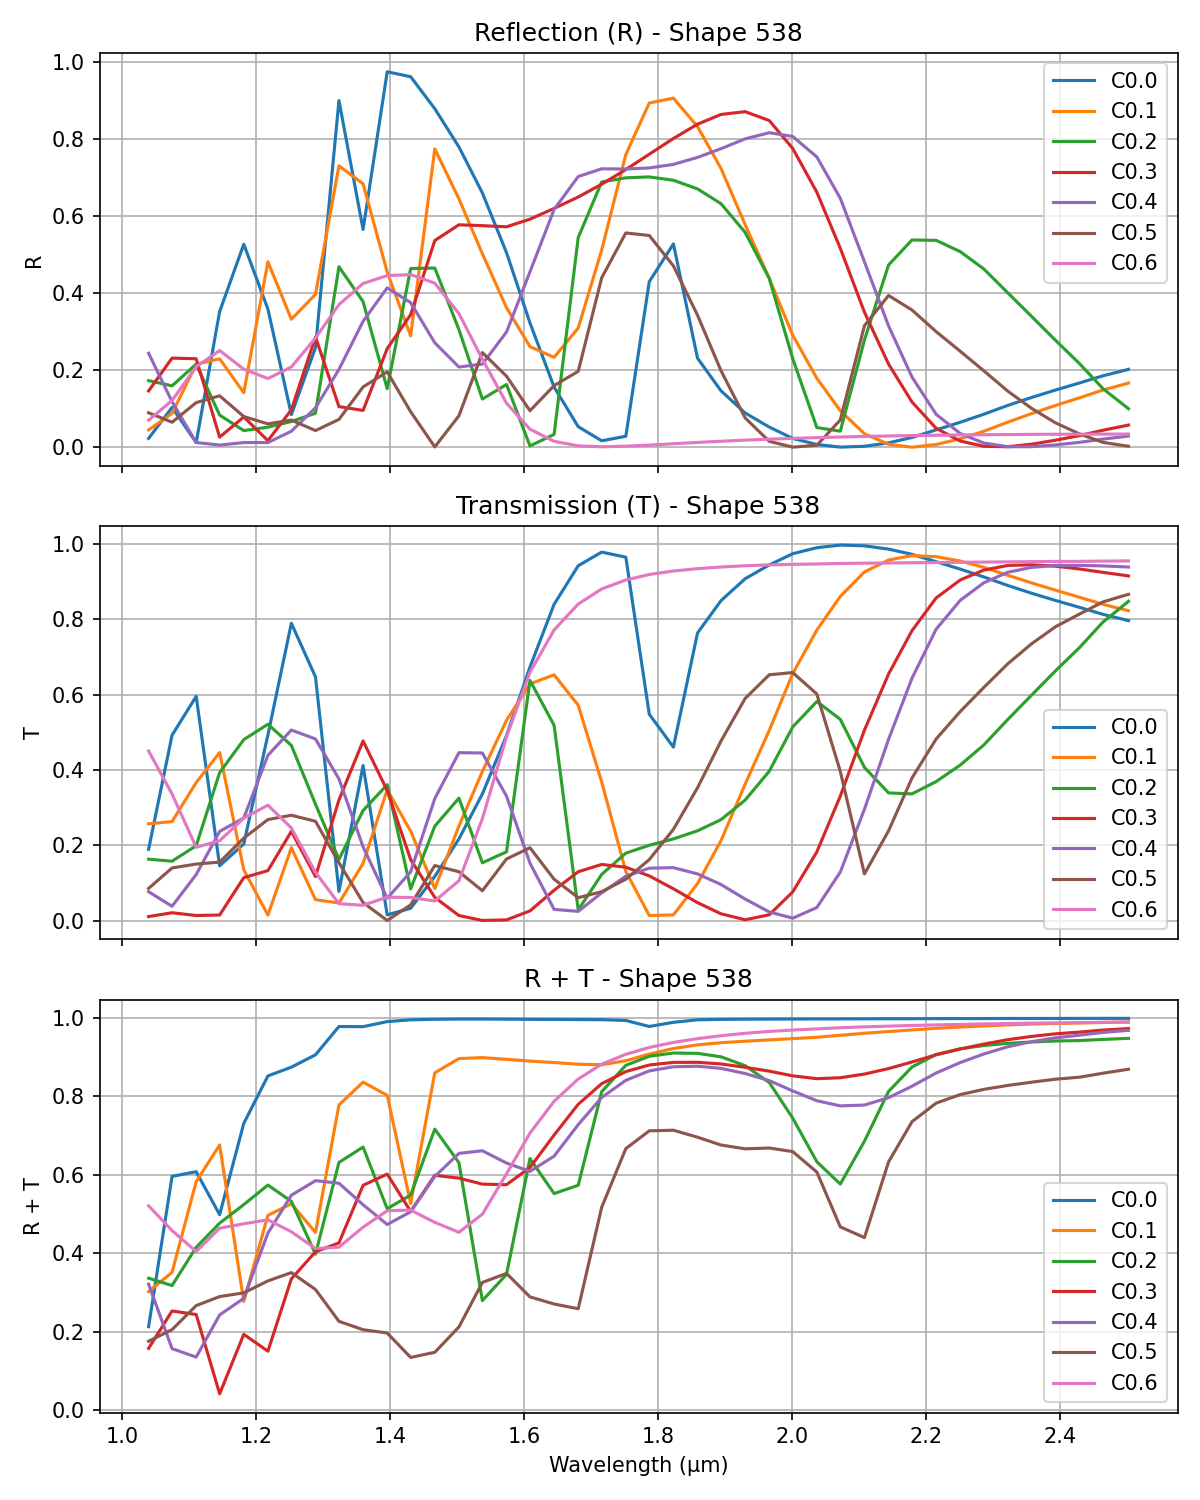 Reflection (R) - Shape 538
1.0
0.8
0.6
0.4
0.2
0.0
R
C0.0
C0.1
C0.2
C0.3
C0.4
C0.5
C0.6
Transmission (T) - Shape 538
1.0
0.8
0.6
0.4
0.2
0.0
T
C0.0
C0.1
C0.2
C0.3
C0.4
C0.5
C0.6
R + T - Shape 538
1.0
0.8
0.6
0.4
0.2
0.0
R + T
C0.0
C0.1
C0.2
C0.3
C0.4
C0.5
C0.6
1.0 1.2 1.4 1.6 1.8 2.0 2.2 2.4
Wavelength (μm)